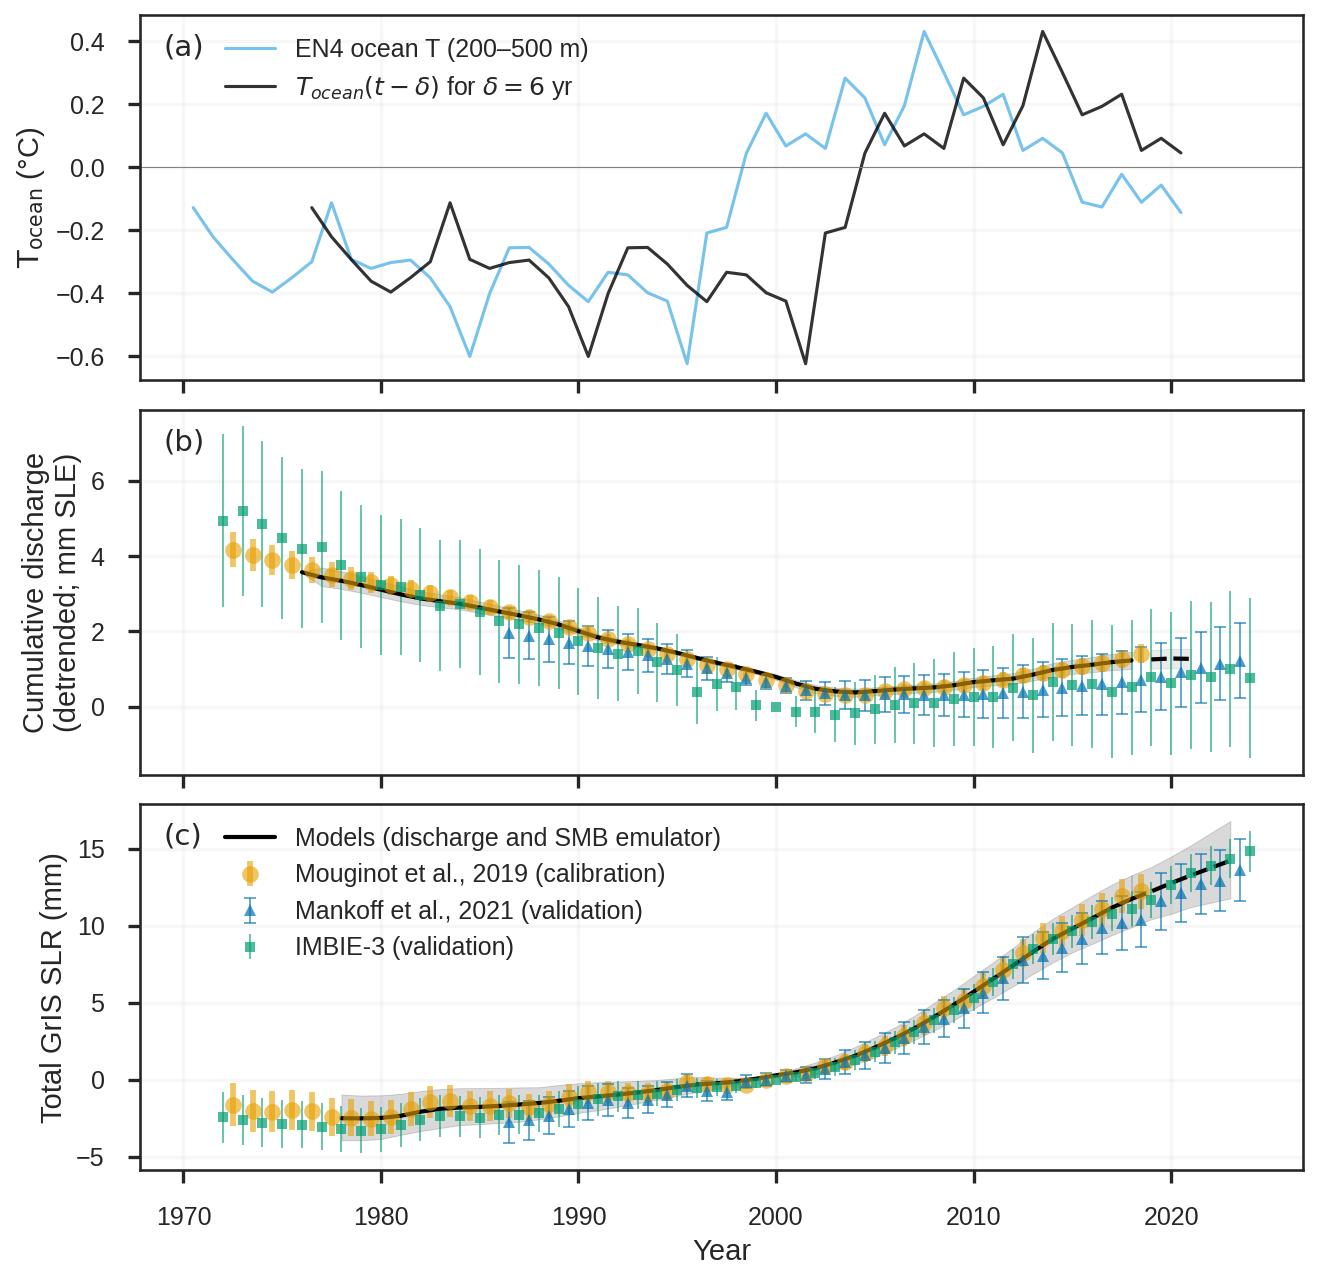 (a)
EN4 ocean T (200–500 m)
T_ocean(t − δ) for δ = 6 yr
T_ocean (°C)
0.4
0.2
0.0
−0.2
−0.4
−0.6
(b)
Cumulative discharge
(detrended; mm SLE)
6
4
2
0
(c)
Models (discharge and SMB emulator)
Mouginot et al., 2019 (calibration)
Mankoff et al., 2021 (validation)
IMBIE-3 (validation)
Total GrIS SLR (mm)
15
10
5
0
−5
1970 1980 1990 2000 2010 2020
Year